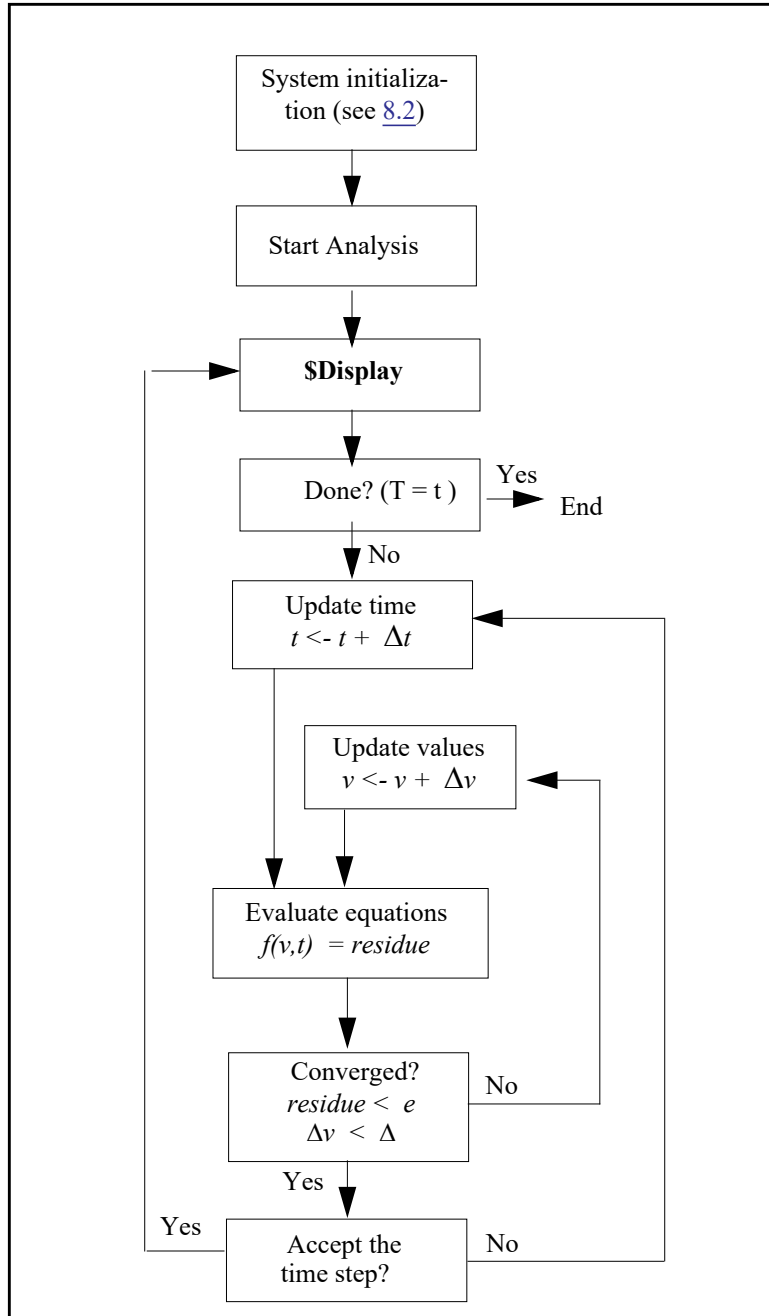 System initializa-
tion (see 8.2)
Start Analysis
$Display
Done? (T = t )
Yes
End
No
Update time
t <- t + Δt
Update values
v <- v + Δv
Evaluate equations
f(v,t) = residue
Converged?
residue < e
Δv < Δ
No
Yes
Yes
Accept the
time step?
No